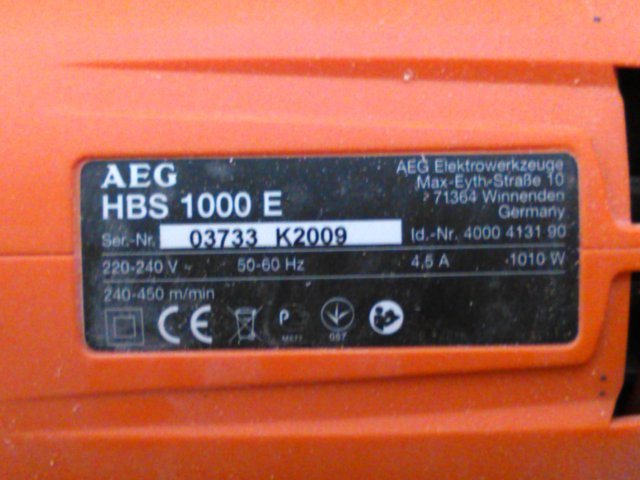 AEG
HBS 1000 E
AEG Elektrowerkzeuge
Max-Eyth-Straße 10
71364 Winnenden
Germany
Ser.-Nr. 03733 K2009 Id.-Nr. 4000 4131 90
220-240 V~ 50-60 Hz 4,5 A 1010 W
240-450 m/min
CE